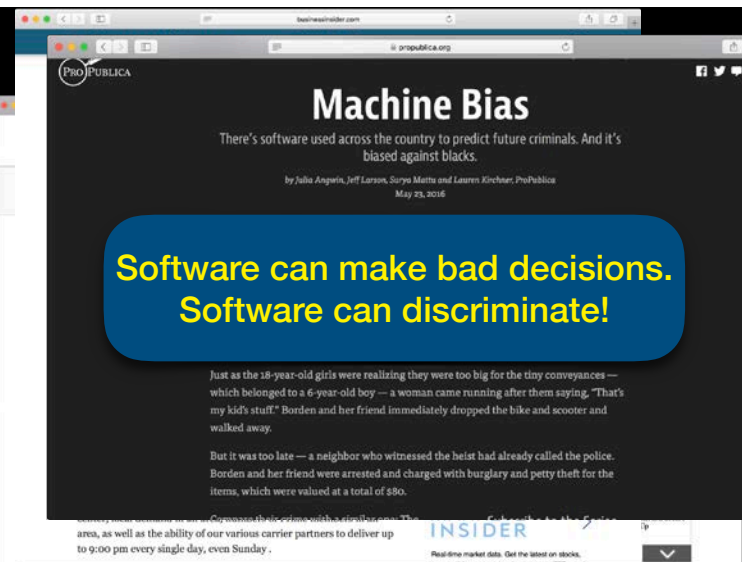 businessinsider.com
propublica.org
PROPUBLICA
Machine Bias
There's software used across the country to predict future criminals. And it's
biased against blacks.
by Julia Angwin, Jeff Larson, Surya Mattu and Lauren Kirchner, ProPublica
May 23, 2016
Software can make bad decisions.
Software can discriminate!
Just as the 18-year-old girls were realizing they were too big for the tiny conveyances —
which belonged to a 6-year-old boy — a woman came running after them saying, "That's
my kid's stuff." Borden and her friend immediately dropped the bike and scooter and
walked away.
But it was too late — a neighbor who witnessed the heist had already called the police.
Borden and her friend were arrested and charged with burglary and petty theft for the
items, which were valued at a total of $80.
area, as well as the ability of our various carrier partners to deliver up
to 9:00 pm every single day, even Sunday .
INSIDER
Real-time market data. Get the latest on stocks,